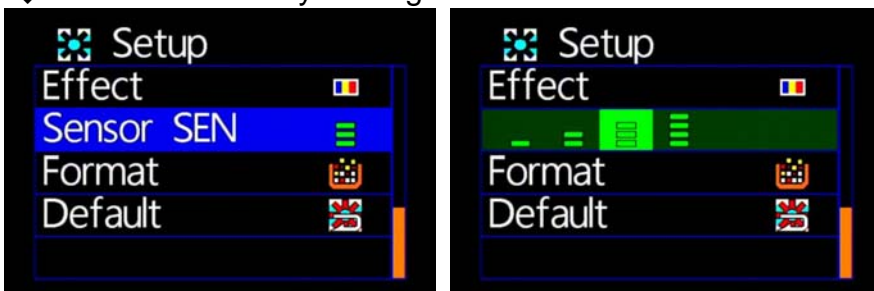 Setup
Effect
Sensor SEN
Format
Default
Setup
Effect
Format
Default